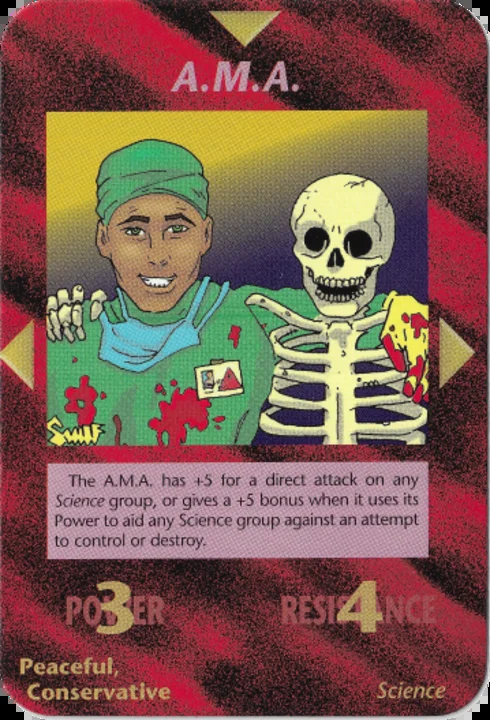 A.M.A.
The A.M.A. has +5 for a direct attack on any
Science group, or gives a +5 bonus when it uses its
Power to aid any Science group against an attempt
to control or destroy.
POWER 3 RESISTANCE 4
Peaceful,
Conservative
Science